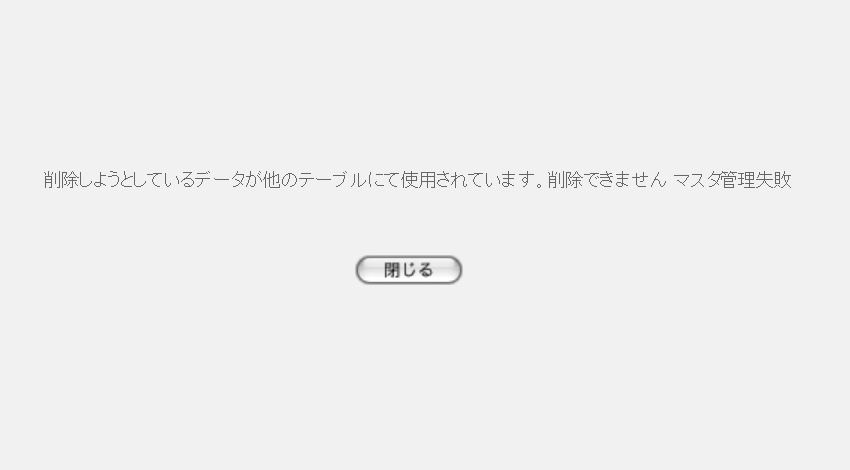 削除しようとしているデータが他のテーブルにて使用されています。削除できません マスタ管理失敗
閉じる